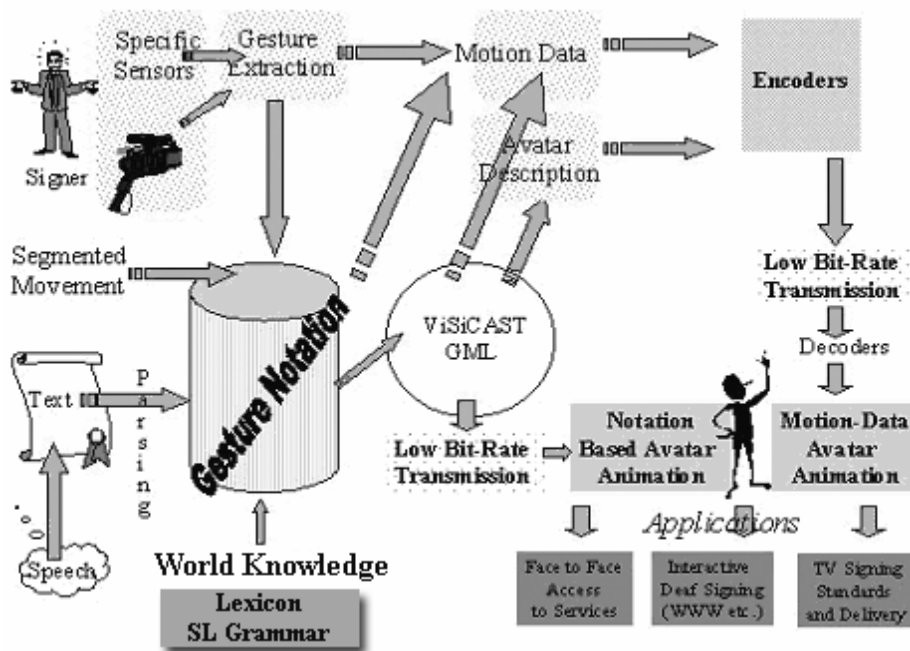 Specific
Sensors
Gesture
Extraction
Motion Data
Encoders
Signer
Avatar
Description
Segmented
Movement
Low Bit-Rate
Transmission
Gesture Notation
ViSiCAST
GML
Decoders
Text
Parsing
Low Bit-Rate
Transmission
Notation
Based Avatar
Animation
Motion-Data
Avatar
Animation
Speech
Applications
World Knowledge
Lexicon
SL Grammar
Face to Face
Access
to Services
Interactive
Deaf Signing
(WWW etc.)
TV Signing
Standards
and Delivery